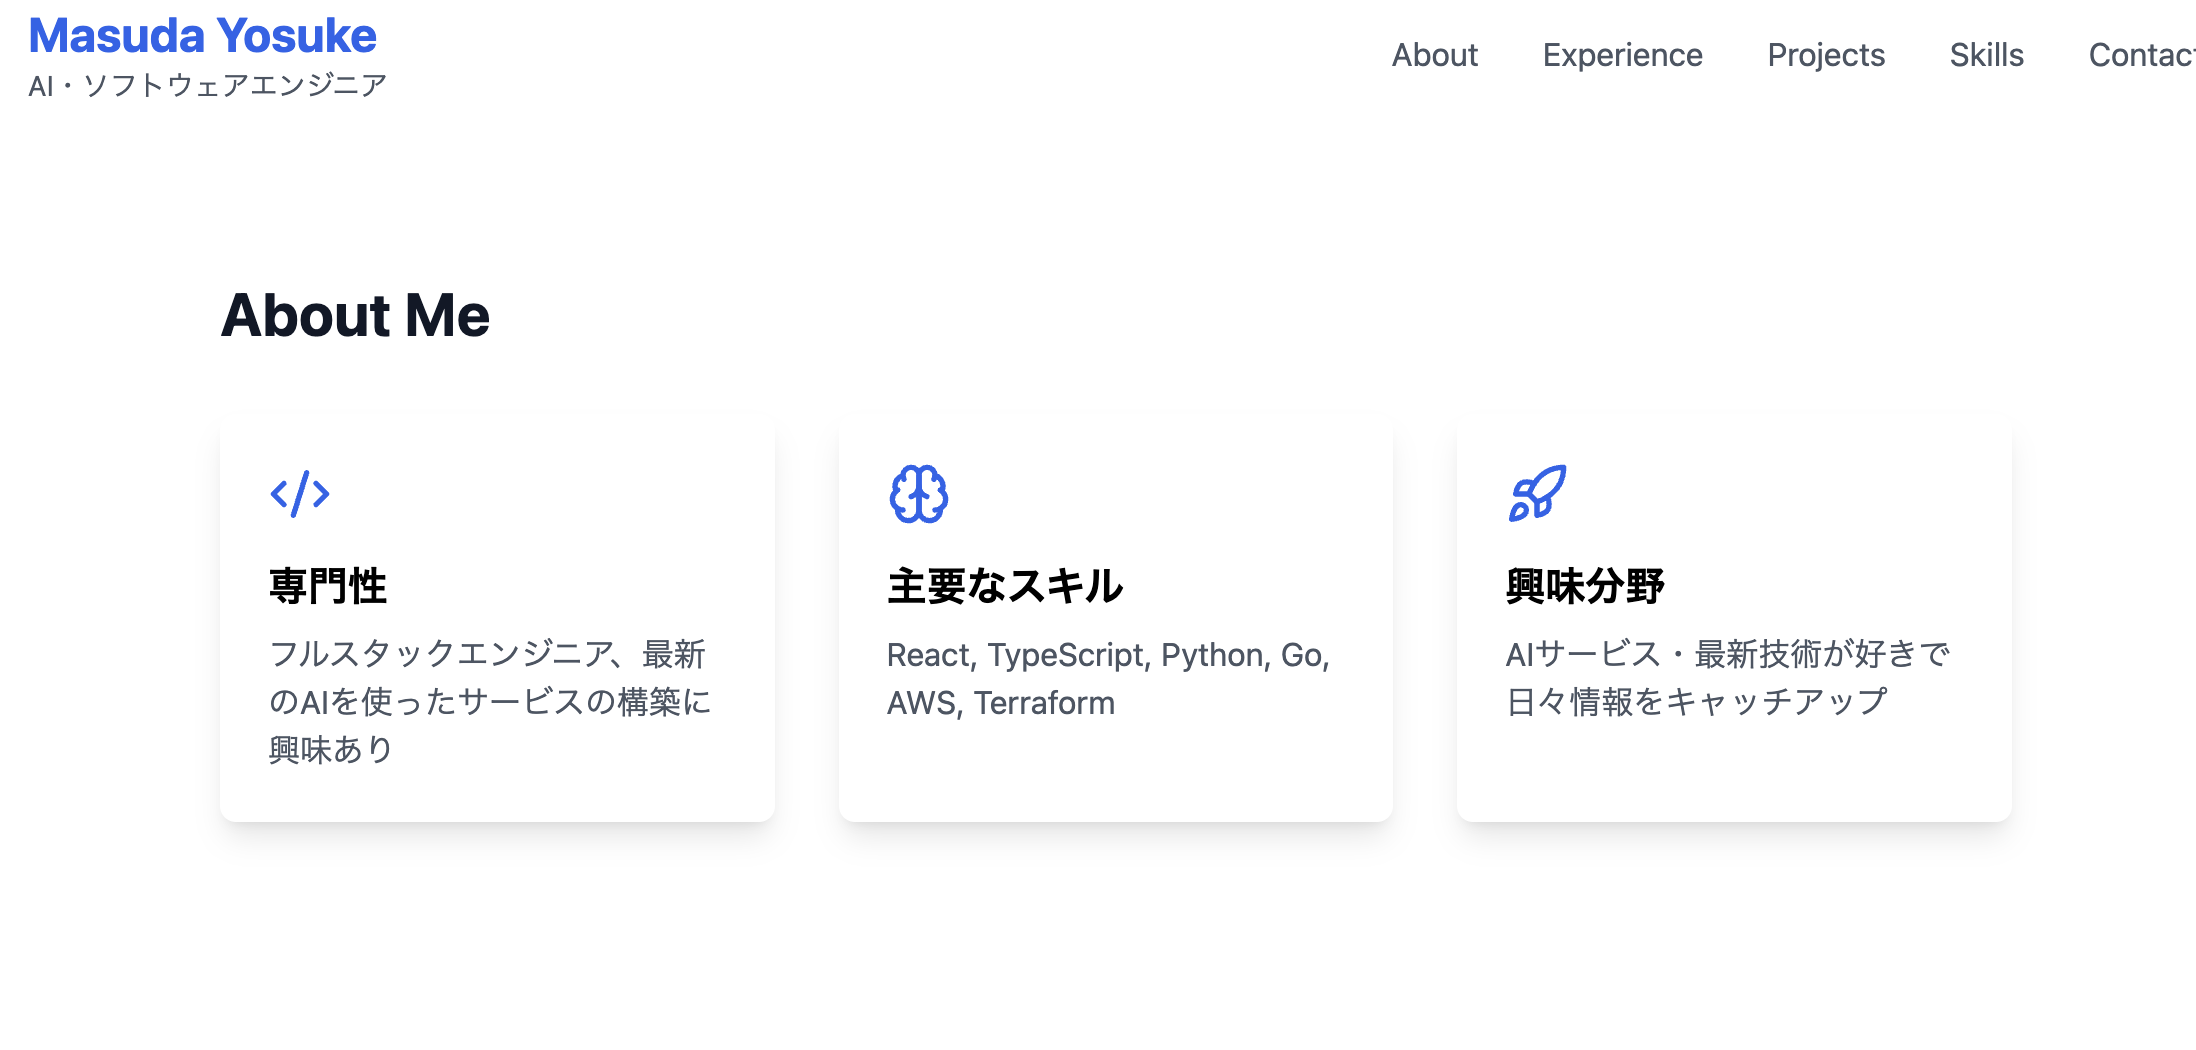 Masuda Yosuke
AI・ソフトウェアエンジニア
About
Experience
Projects
Skills
Contact
About Me
専門性
フルスタックエンジニア、最新
のAIを使ったサービスの構築に
興味あり
主要なスキル
React, TypeScript, Python, Go,
AWS, Terraform
興味分野
AIサービス・最新技術が好きで
日々情報をキャッチアップ